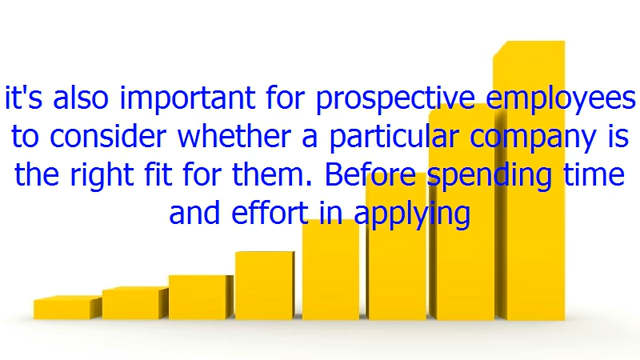 it's also important for prospective employees
to consider whether a particular company is
the right fit for them. Before spending time
and effort in applying